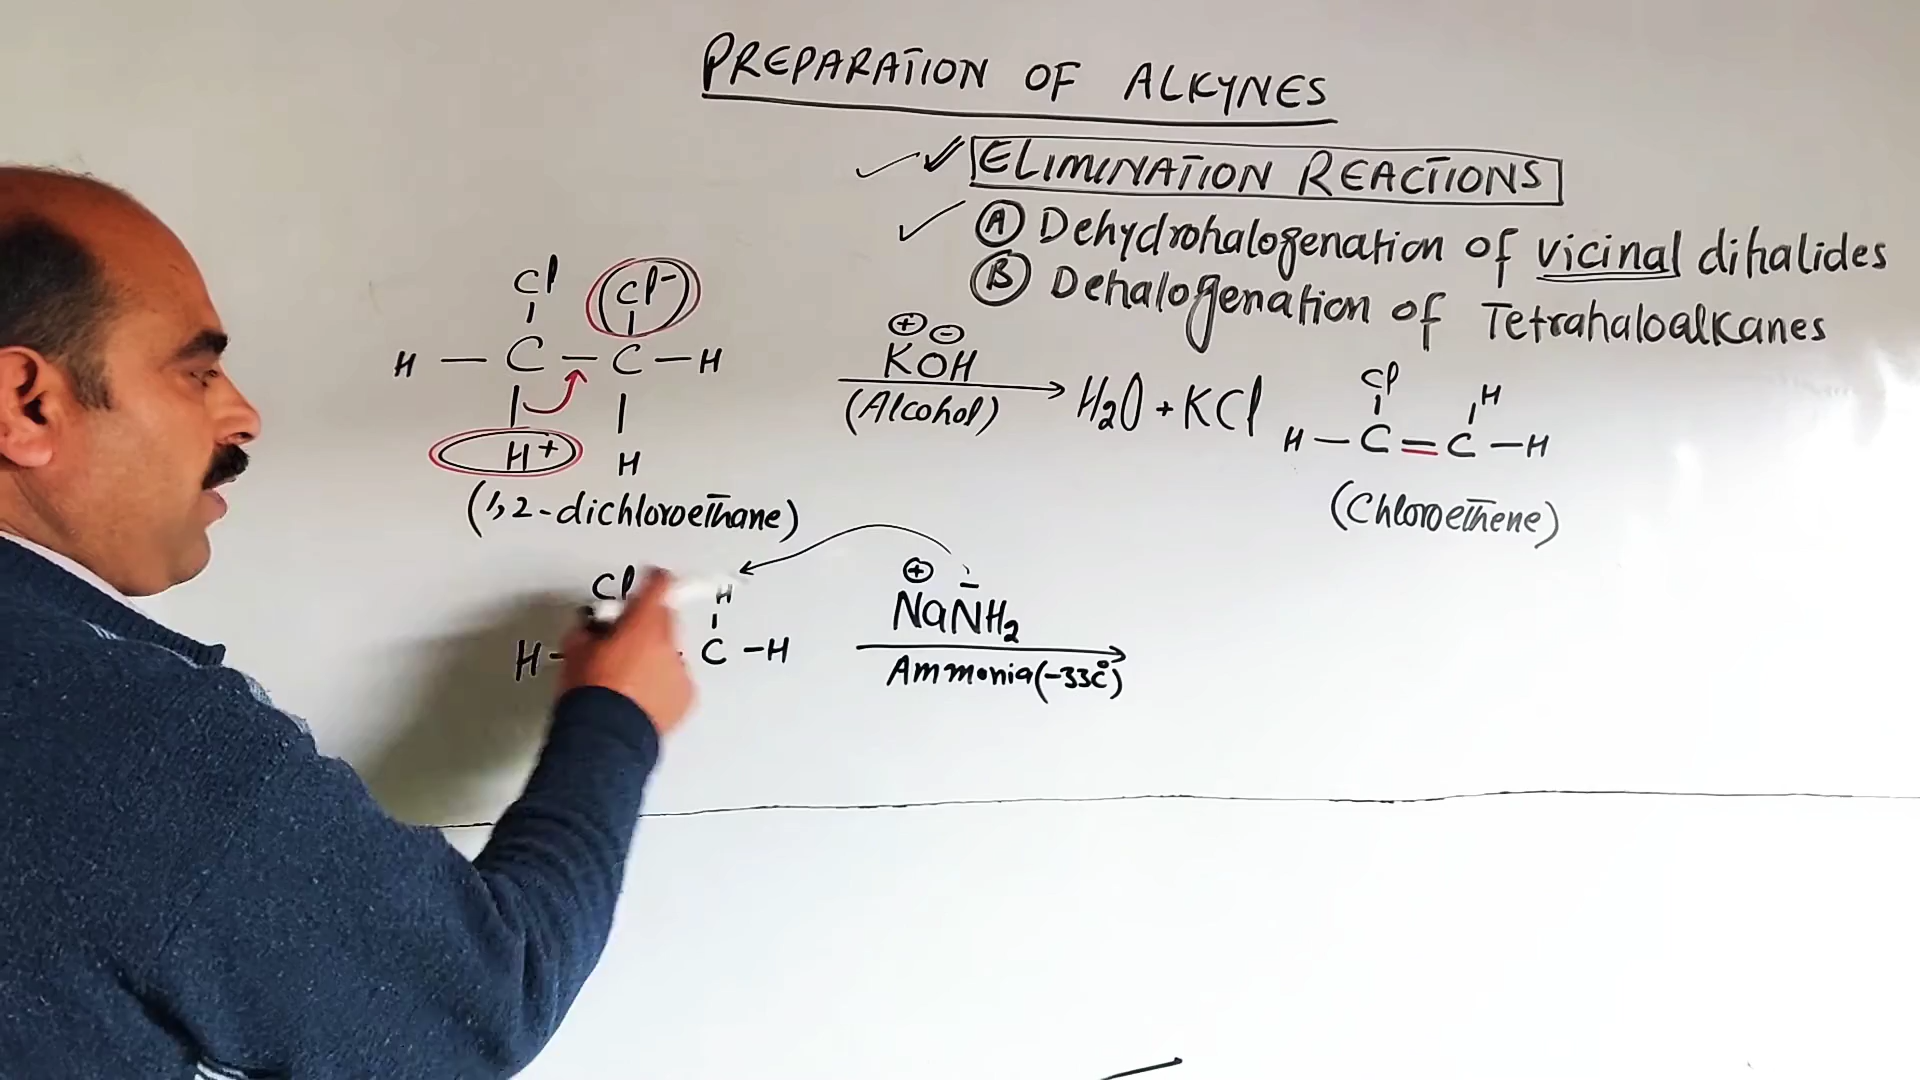 PREPARATION OF ALKYNES
ELIMINATION REACTIONS
Ⓐ Dehydrohalogenation of vicinal dihalides
Ⓑ Dehalogenation of Tetrahaloalkanes
Cl Cl-
H — C — C — H
H+ H
(1,2-dichloroethane)
⊕ ⊖
KOH
(Alcohol)
H2O + KCl
Cl H
H — C = C — H
(Chloroethene)
Cl H
H - C - H
⊕ -
NaNH2
Ammonia(-33°C)